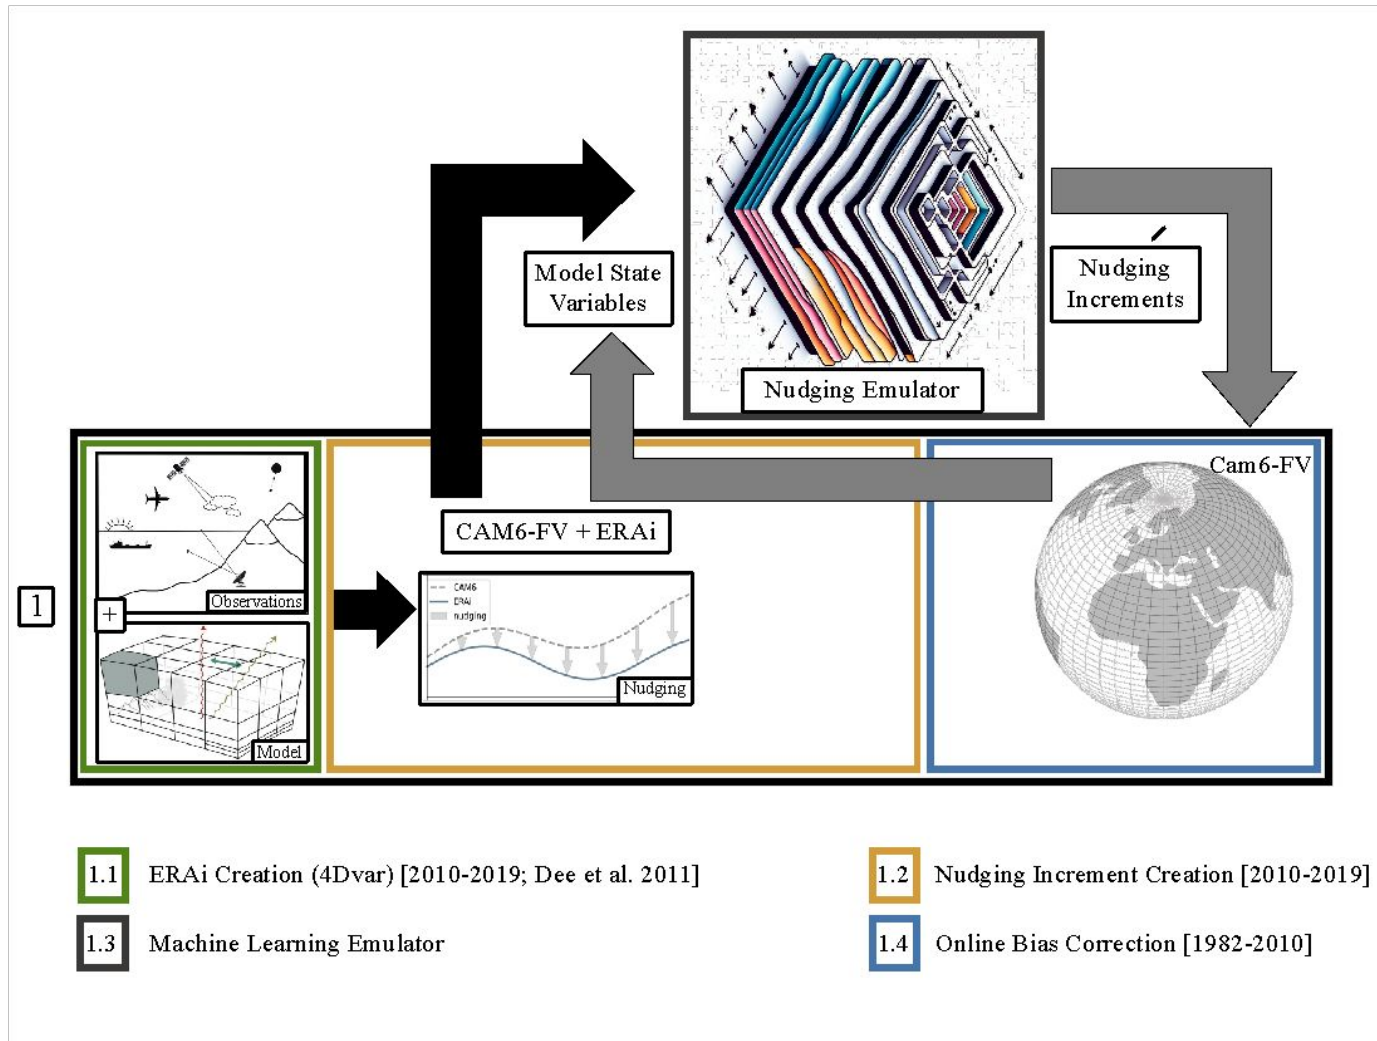 Model State
Variables
Nudging
Increments
Nudging Emulator
Cam6-FV
CAM6-FV + ERAi
1
Observations
+
Model
CAM6
ERAi
nudging
Nudging
1.1 ERAi Creation (4Dvar) [2010-2019; Dee et al. 2011]
1.2 Nudging Increment Creation [2010-2019]
1.3 Machine Learning Emulator
1.4 Online Bias Correction [1982-2010]